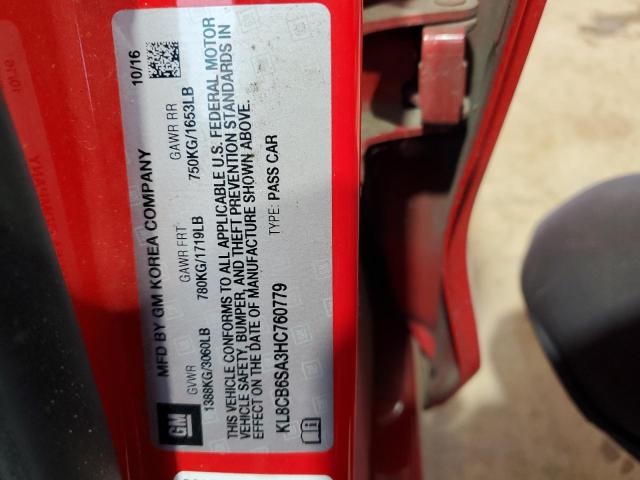 MFD BY GM KOREA COMPANY 10/16
GVWR GAWR FRT GAWR RR
1388KG/3060LB 780KG/1719LB 750KG/1653LB
THIS VEHICLE CONFORMS TO ALL APPLICABLE U.S. FEDERAL MOTOR
VEHICLE SAFETY, BUMPER, AND THEFT PREVENTION STANDARDS IN
EFFECT ON THE DATE OF MANUFACTURE SHOWN ABOVE.
KL8CB6SA3HC760779 TYPE: PASS CAR
GM